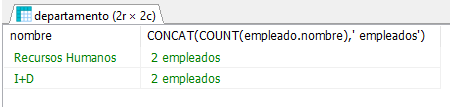 departamento (2r × 2c)
nombre CONCAT(COUNT(empleado.nombre),' empleados')
Recursos Humanos 2 empleados
I+D 2 empleados